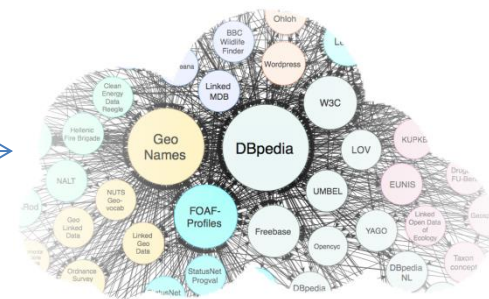 Ohloh
BBC
Wildlife
Finder
Wordpress
Linked
MDB
Clean
Energy
Data
Reegle
W3C
Hellenic
Fire Brigade
Geo
Names
DBpedia
LOV
NALT
NUTS
Geo-
vocab
UMBEL
EUNIS
FOAF-
Profiles
Geo
Linked
Data
Linked
Geo Data
Freebase
Opencyc
YAGO
Linked
Open Data
of
Ecology
Taxon
concept
Ordnance
Survey
StatusNet
Progval
DBpedia
DBpedia
NL